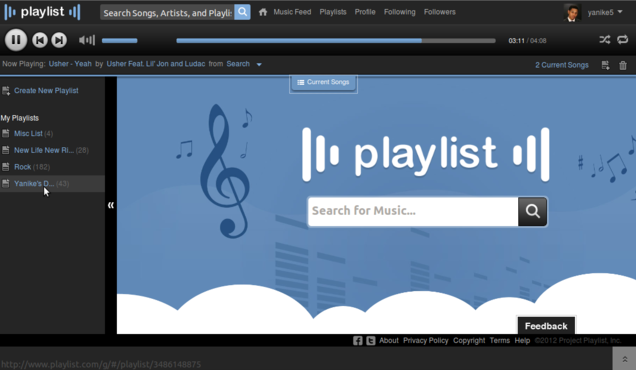 playlist
Search Songs, Artists, and Playli
Music Feed Playlists Profile Following Followers
yanike5
03:11 / 04:08
Now Playing: Usher - Yeah by Usher Feat. Lil' Jon and Ludac from Search
2 Current Songs
Current Songs
Create New Playlist
My Playlists
Misc List (4)
New Life New Ri... (28)
Rock (182)
Yanike's D... (47)
playlist
Search for Music...
Feedback
About Privacy Policy Copyright Terms Help ©2012 Project Playlist, Inc.
http://www.playlist.com/g/#/playlist/3486148875